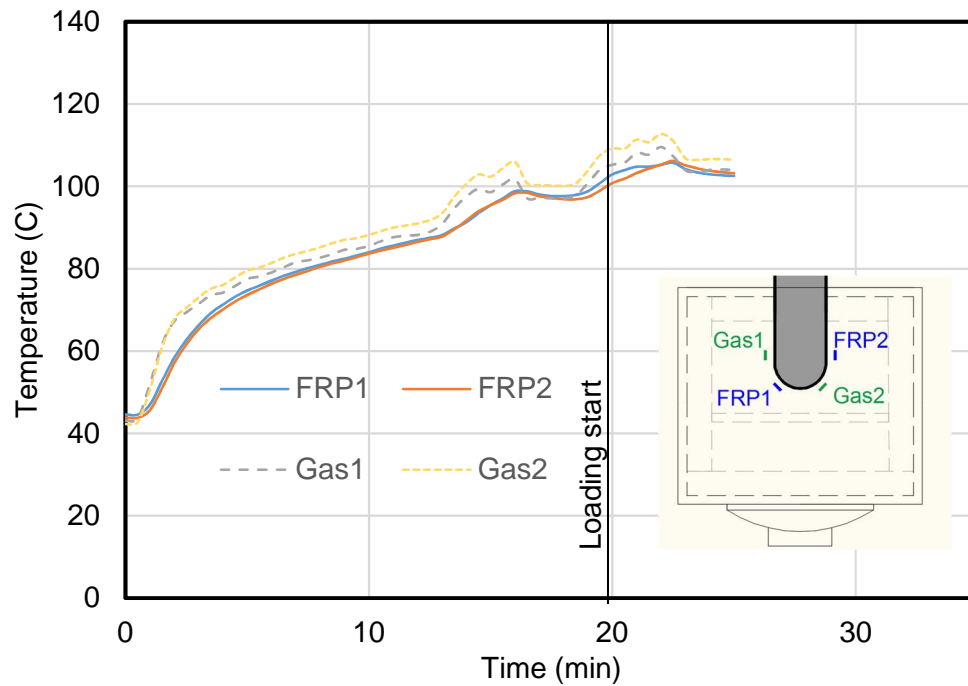 140
120
100
80
60
40
20
0
Temperature (C)
0
10
20
30
Time (min)
FRP1
FRP2
Gas1
Gas2
Loading start
Gas1
FRP2
FRP1
Gas2